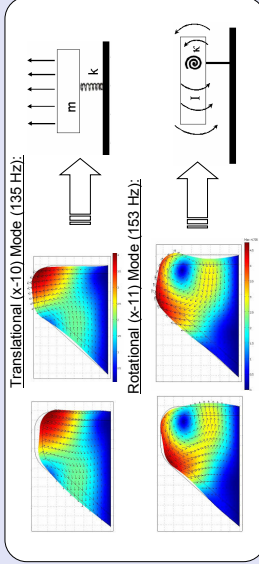 Translational (x-10) Mode (135 Hz):
m
k
Rotational (x-11) Mode (153 Hz):
I
κ